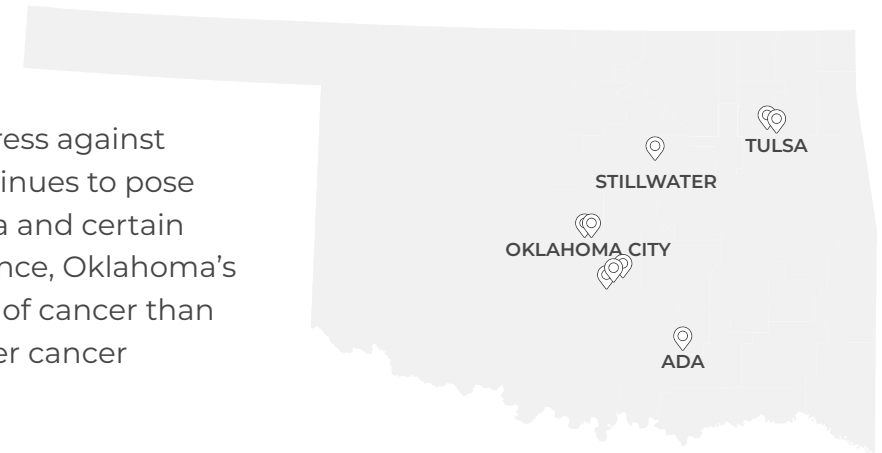 ress against
inues to pose
a and certain
nce, Oklahoma’s
of cancer than
er cancer
TULSA
STILLWATER
OKLAHOMA CITY
ADA